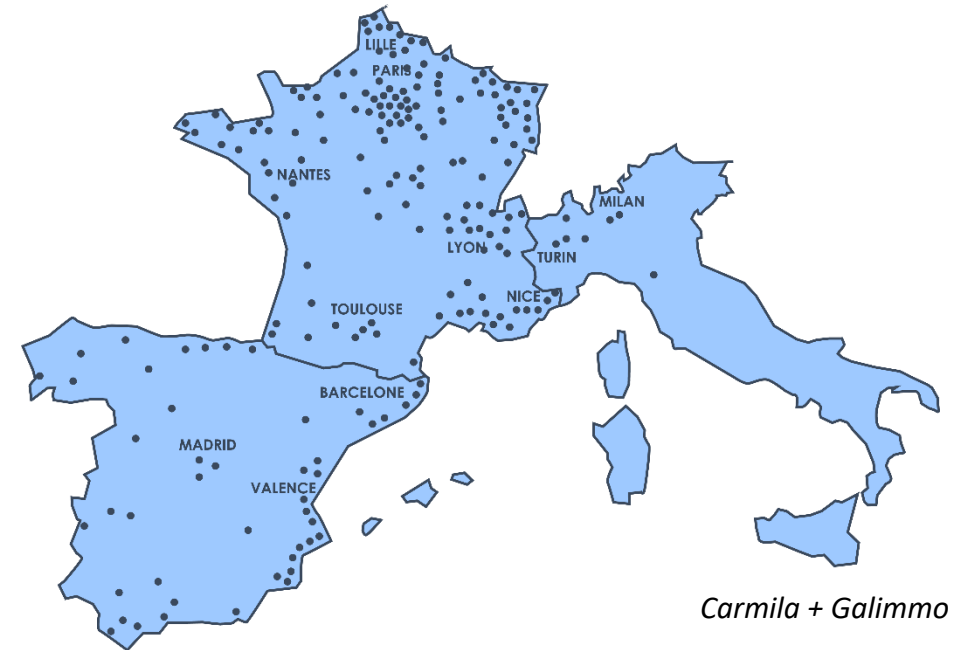 LILLE
PARIS
NANTES
MILAN
LYON
TURIN
NICE
TOULOUSE
BARCELONE
MADRID
VALENCE
Carmila + Galimmo